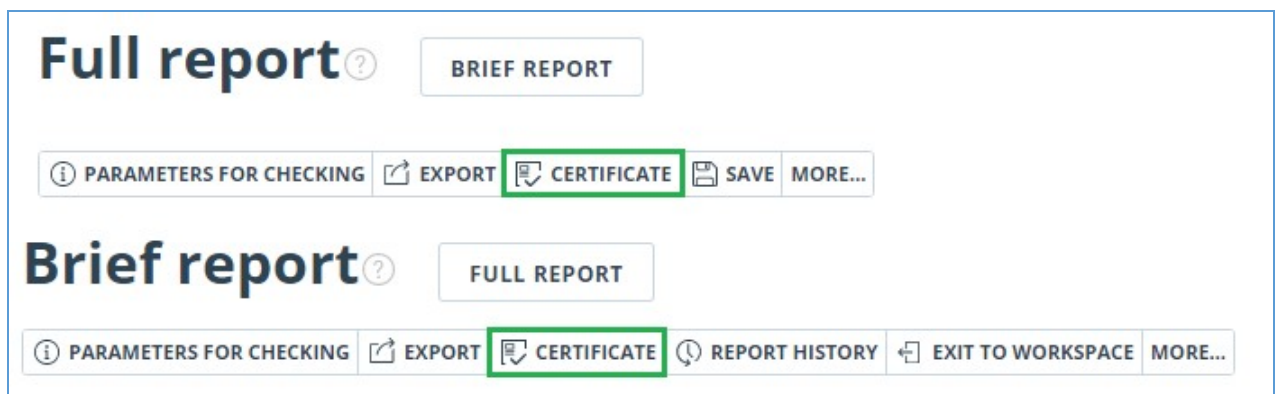 Full report ? BRIEF REPORT
PARAMETERS FOR CHECKING EXPORT CERTIFICATE SAVE MORE...
Brief report ? FULL REPORT
PARAMETERS FOR CHECKING EXPORT CERTIFICATE REPORT HISTORY EXIT TO WORKSPACE MORE...